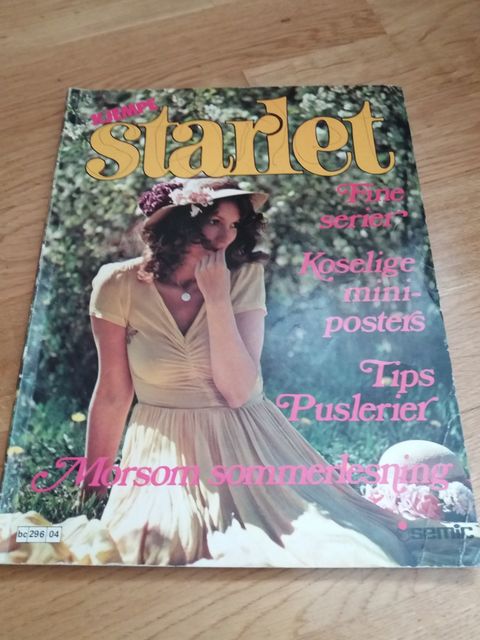 KJEMPE
starlet
Fine
serier
Koselige
mini-
posters
Tips
Puslerier
Morsom sommerlesning
bc 296 04
semic